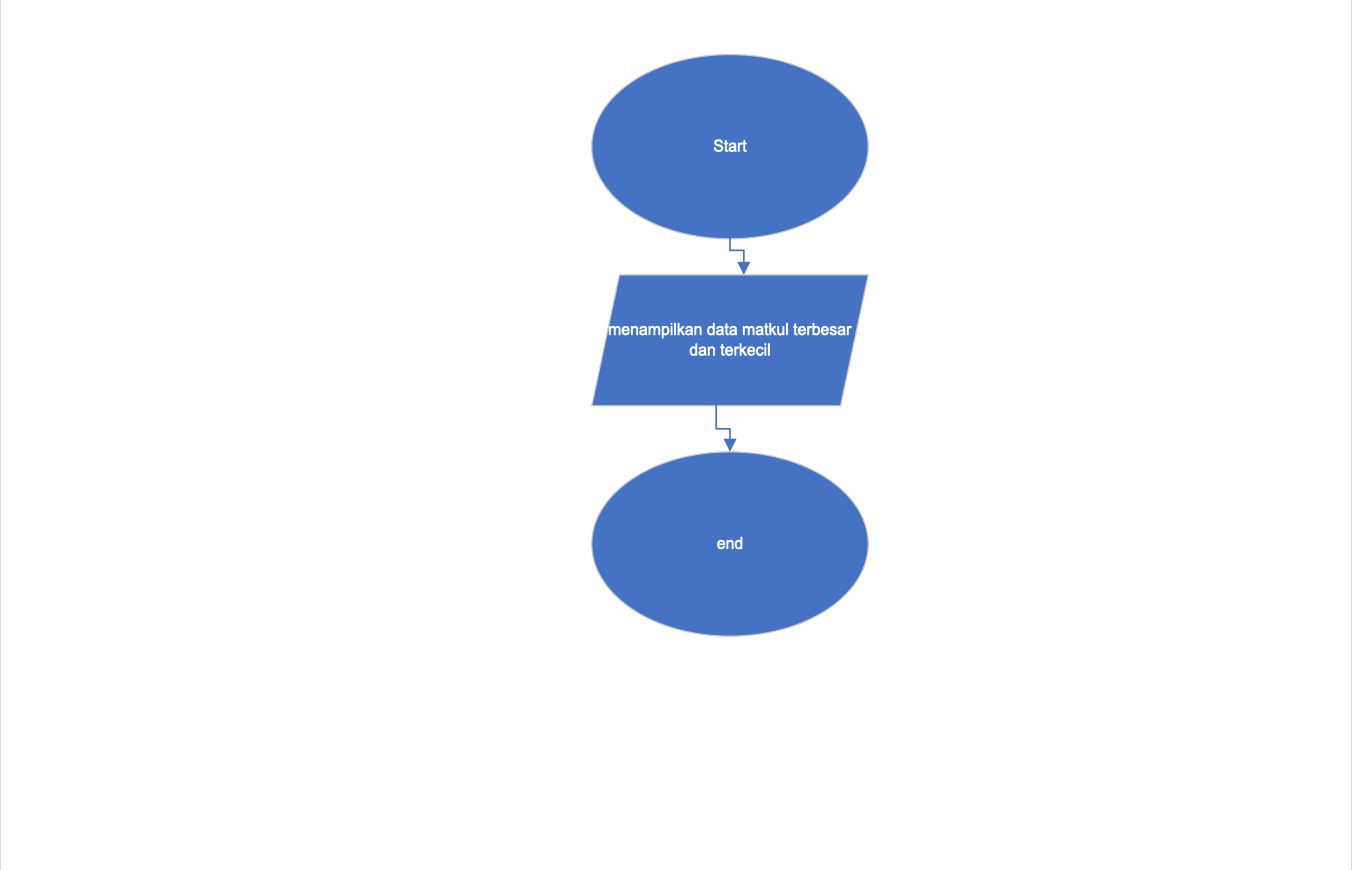 Start
menampilkan data matkul terbesar
dan terkecil
end